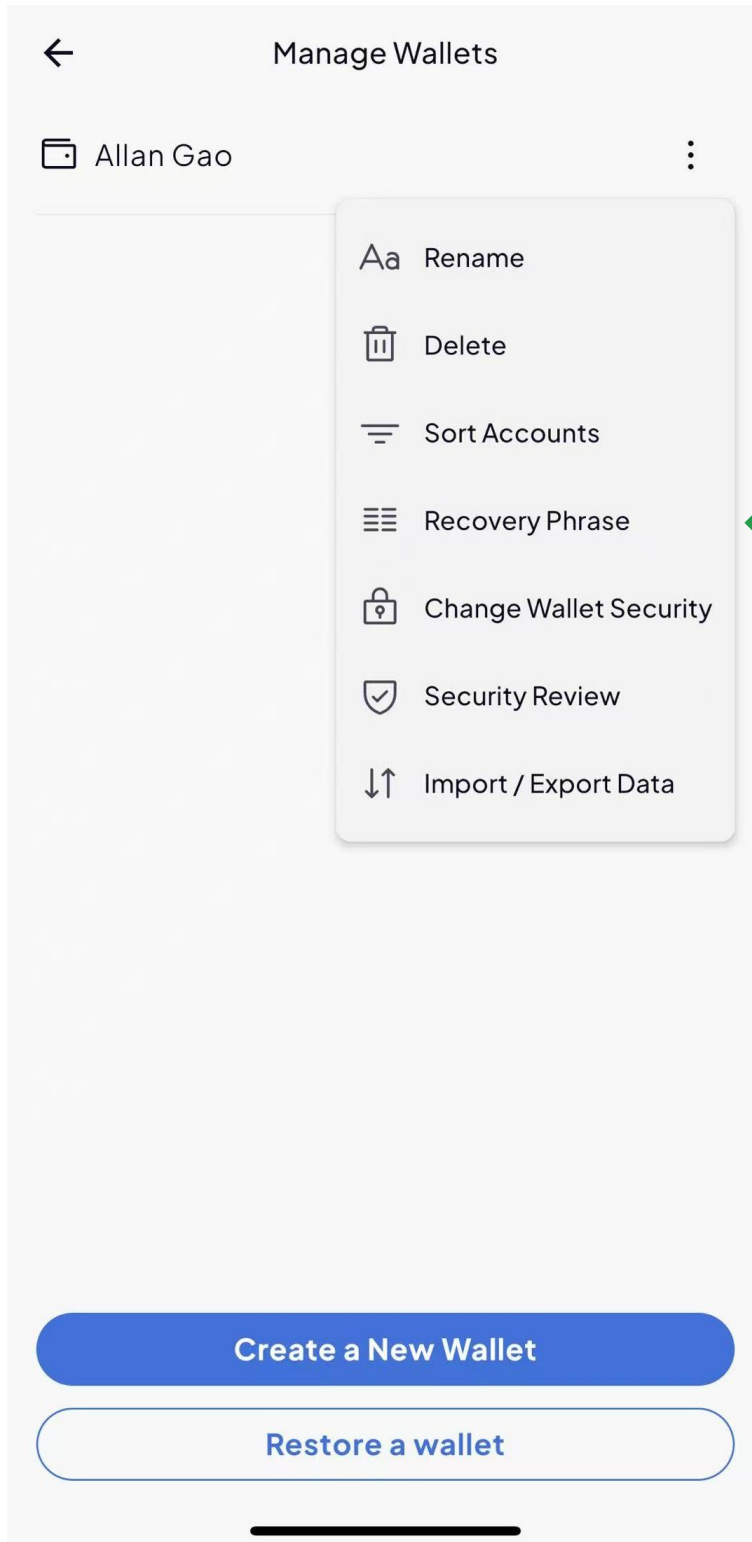 Manage Wallets
Allan Gao
Aa Rename
Delete
Sort Accounts
Recovery Phrase
Change Wallet Security
Security Review
Import / Export Data
Create a New Wallet
Restore a wallet